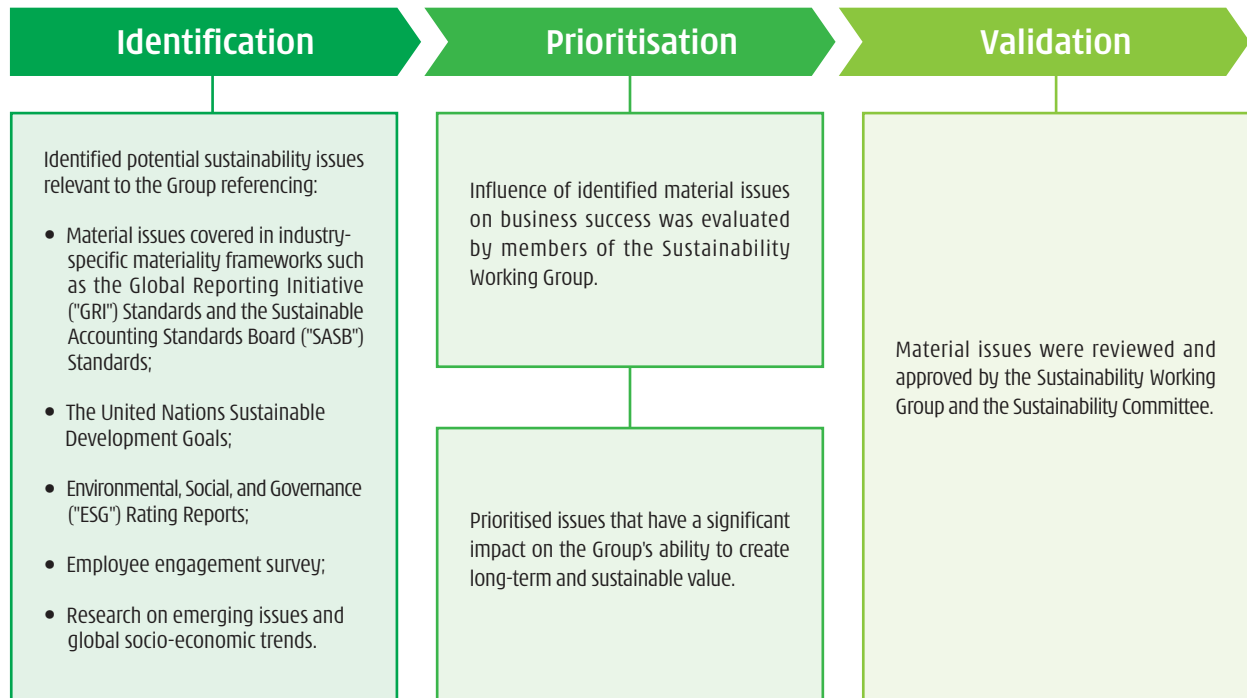 Identification
Prioritisation
Validation
Identified potential sustainability issues
relevant to the Group referencing:
• Material issues covered in industry-
specific materiality frameworks such
as the Global Reporting Initiative
("GRI") Standards and the Sustainable
Accounting Standards Board ("SASB")
Standards;
• The United Nations Sustainable
Development Goals;
• Environmental, Social, and Governance
("ESG") Rating Reports;
• Employee engagement survey;
• Research on emerging issues and
global socio-economic trends.
Influence of identified material issues
on business success was evaluated
by members of the Sustainability
Working Group.
Prioritised issues that have a significant
impact on the Group's ability to create
long-term and sustainable value.
Material issues were reviewed and
approved by the Sustainability Working
Group and the Sustainability Committee.